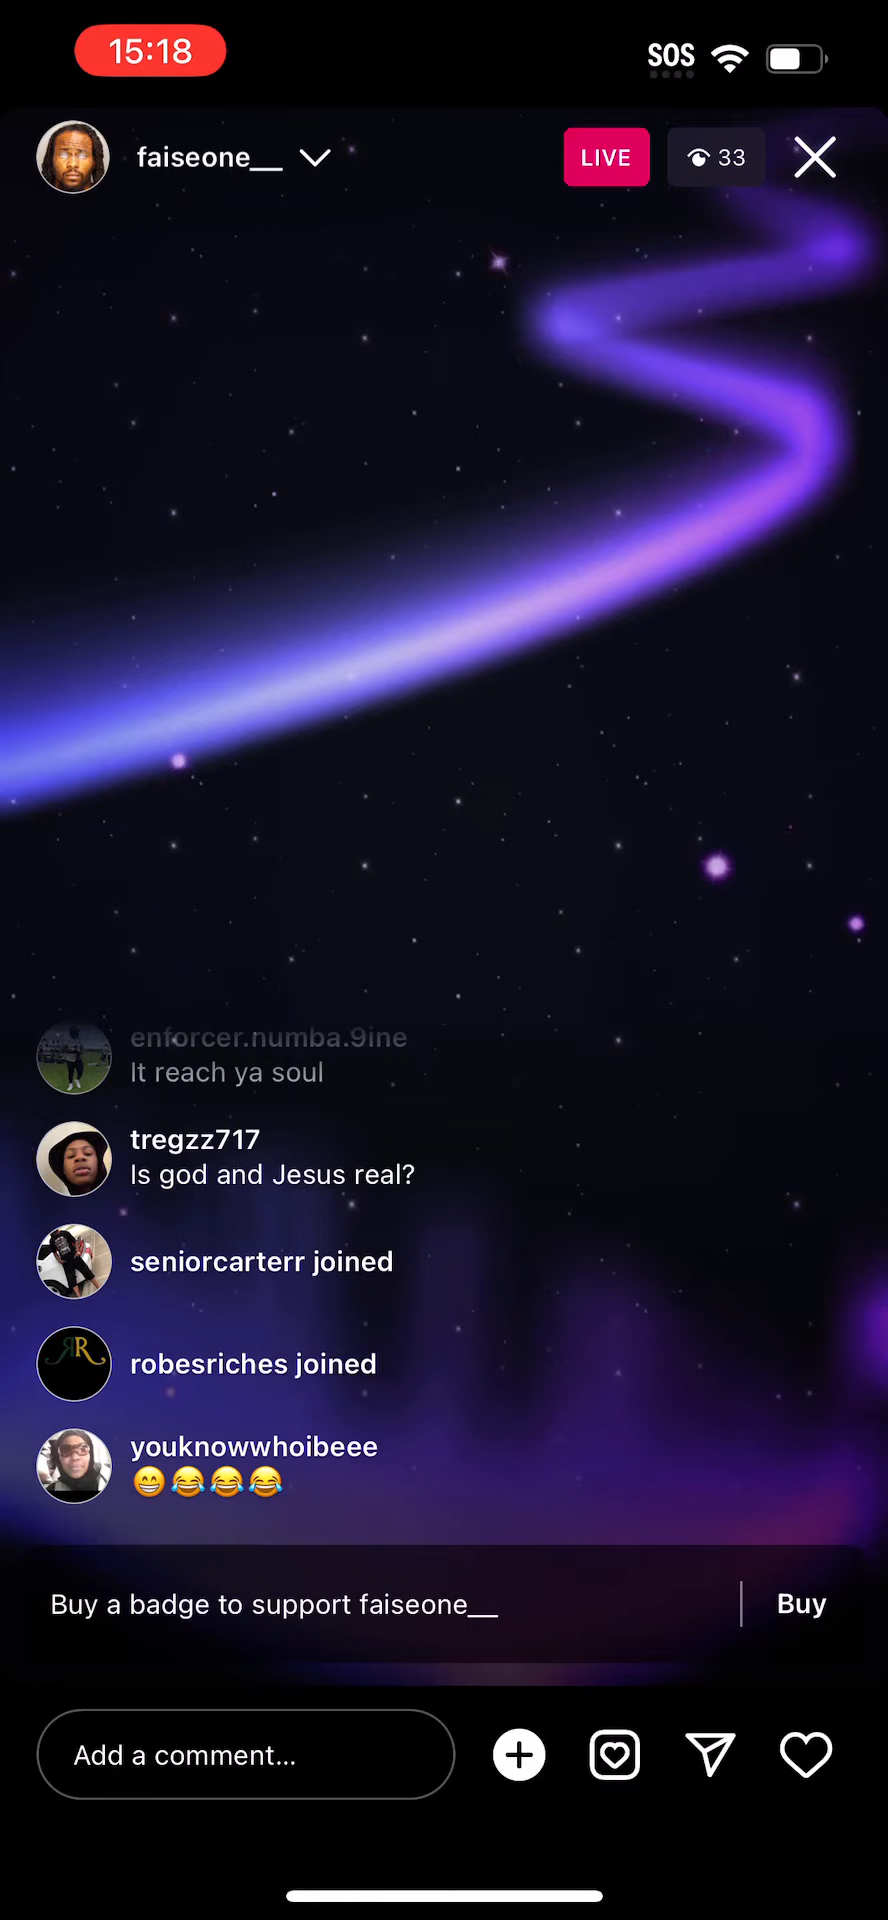 15:18
SOS
faiseone__
LIVE
33
enforcer.numba.9ine
It reach ya soul
tregzz717
Is god and Jesus real?
seniorcarterr joined
RR
robesriches joined
youknowwhoibeee
😁😂😂😂
Buy a badge to support faiseone__
Buy
Add a comment...